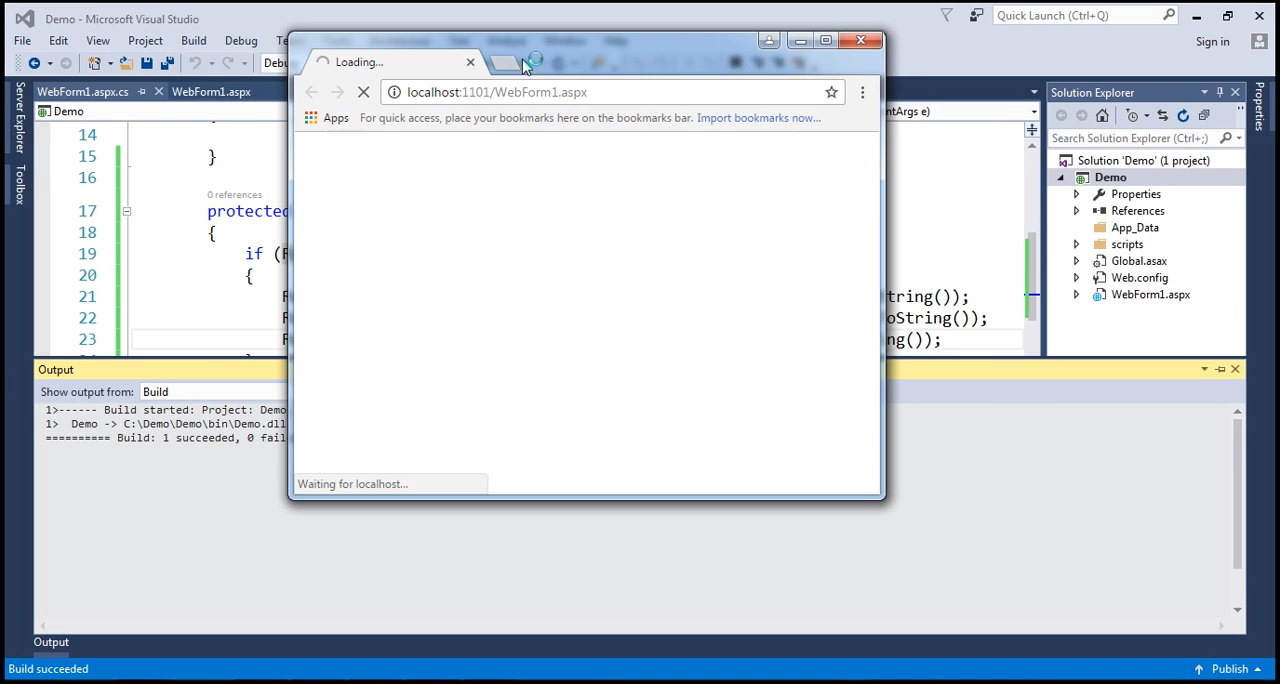 Demo - Microsoft Visual Studio
Quick Launch (Ctrl+Q)
File Edit View Project Build Debug
Sign in
Loading...
localhost:1101/WebForm1.aspx
Apps For quick access, place your bookmarks here on the bookmarks bar. Import bookmarks now...
Server Explorer
Toolbox
WebForm1.aspx.cs WebForm1.aspx
Demo
ntArgs e)
14
15 }
16
0 references
17 protected
18 {
19 if (
20 {
21 tring());
22 oString());
23 ng());
Waiting for localhost...
Solution Explorer
Search Solution Explorer (Ctrl+;)
Solution 'Demo' (1 project)
Demo
Properties
References
App_Data
scripts
Global.asax
Web.config
WebForm1.aspx
Properties
Output
Show output from: Build
1>------ Build started: Project: Demo
1> Demo -> C:\Demo\Demo\bin\Demo.dll
========== Build: 1 succeeded, 0 fail
Output
Build succeeded
Publish